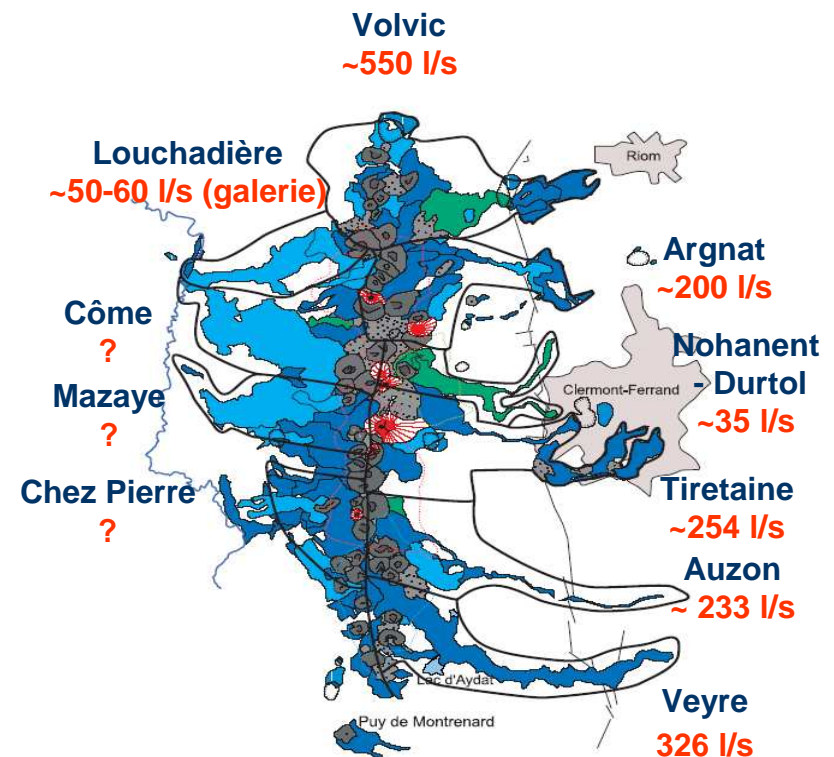 Volvic
~550 l/s
Louchadière
~50-60 l/s (galerie)
Riom
Argnat
~200 l/s
Côme
?
Mazaye
?
Nohanent
- Durtol
~35 l/s
Clermont-Ferrand
Chez Pierre
?
Tiretaine
~254 l/s
Auzon
~ 233 l/s
Lac d'Aydat
Veyre
326 l/s
Puy de Montrenard